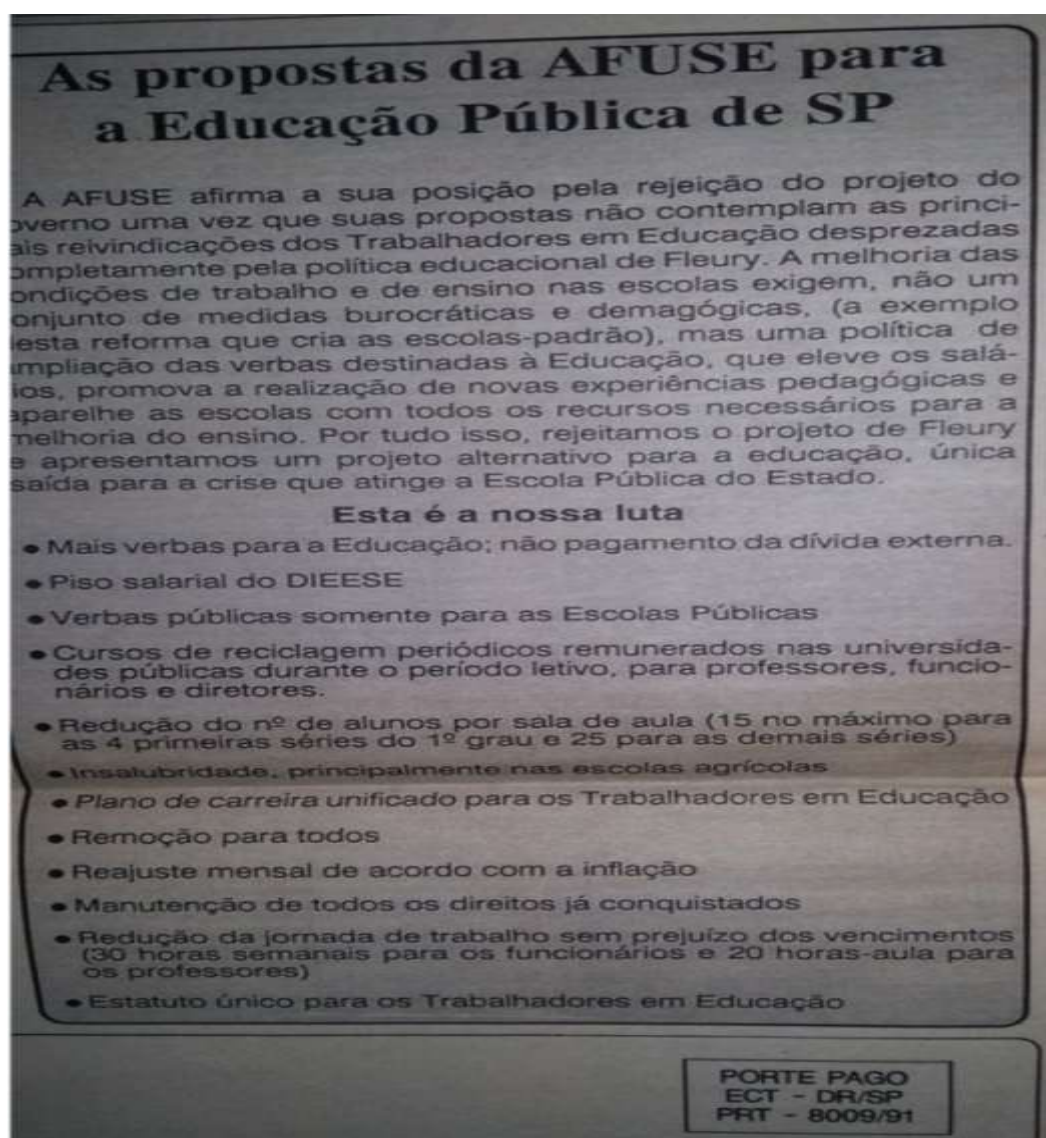 As propostas da AFUSE para
a Educação Pública de SP
A AFUSE afirma a sua posição pela rejeição do projeto do
overno uma vez que suas propostas não contemplam as princi-
ais reivindicações dos Trabalhadores em Educação desprezadas
ompletamente pela política educacional de Fleury. A melhoria das
ondições de trabalho e de ensino nas escolas exigem, não um
onjunto de medidas burocráticas e demagógicas, (a exemplo
esta reforma que cria as escolas-padrão), mas uma política de
mpliação das verbas destinadas à Educação, que eleve os salá-
ios, promova a realização de novas experiências pedagógicas e
aparelhe as escolas com todos os recursos necessários para a
melhoria do ensino. Por tudo isso, rejeitamos o projeto de Fleury
e apresentamos um projeto alternativo para a educação, única
saída para a crise que atinge a Escola Pública do Estado.
Esta é a nossa luta
• Mais verbas para a Educação; não pagamento da dívida externa.
• Piso salarial do DIEESE
• Verbas públicas somente para as Escolas Públicas
• Cursos de reciclagem periódicos remunerados nas universida-
des públicas durante o período letivo, para professores, funcio-
nários e diretores.
• Redução do nº de alunos por sala de aula (15 no máximo para
as 4 primeiras séries do 1º grau e 25 para as demais séries)
• Insalubridade, principalmente nas escolas agrícolas
• Plano de carreira unificado para os Trabalhadores em Educação
• Remoção para todos
• Reajuste mensal de acordo com a inflação
• Manutenção de todos os direitos já conquistados
• Redução da jornada de trabalho sem prejuízo dos vencimentos
(30 horas semanais para os funcionários e 20 horas-aula para
os professores)
• Estatuto único para os Trabalhadores em Educação
PORTE PAGO
ECT - DR/SP
PRT - 8009/91